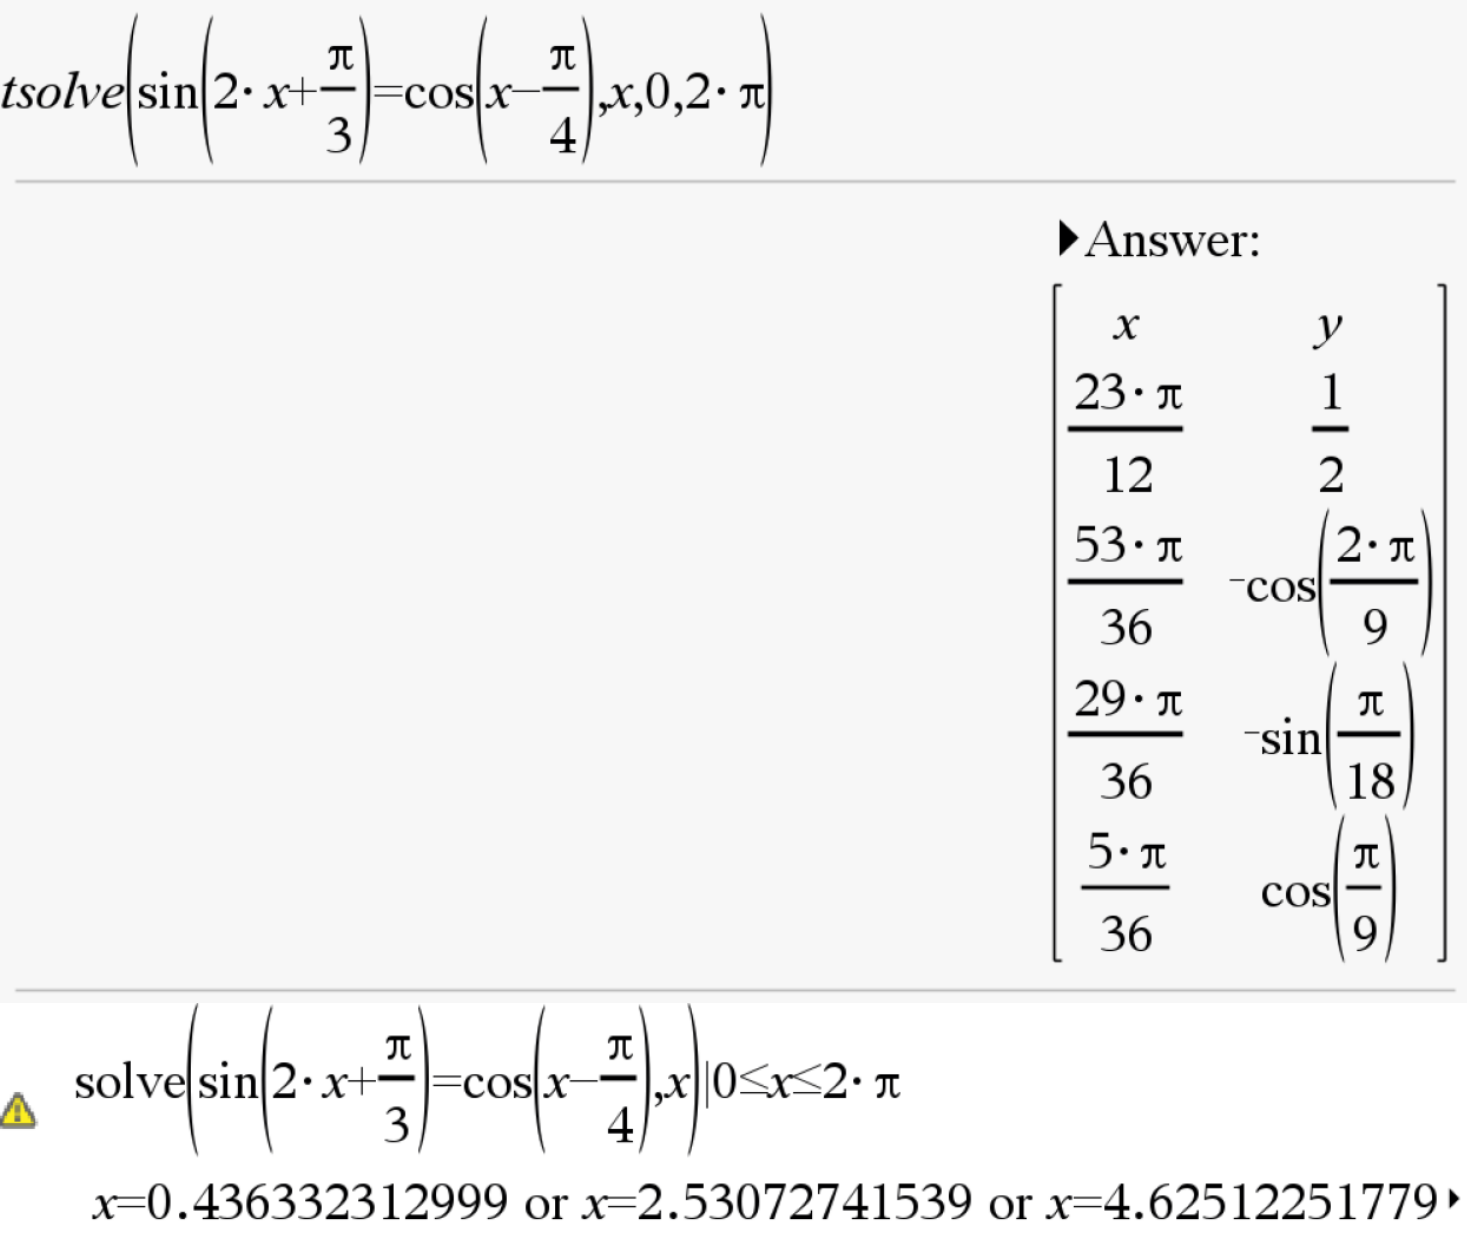 tsolve(sin(2·x+π/3)=cos(x−π/4),x,0,2·π)
▶Answer:
[x y
23·π/12 1/2
53·π/36 ⁻cos(2·π/9)
29·π/36 ⁻sin(π/18)
5·π/36 cos(π/9)]
solve(sin(2·x+π/3)=cos(x−π/4),x)|0≤x≤2·π
x=0.436332312999 or x=2.53072741539 or x=4.62512251779▸